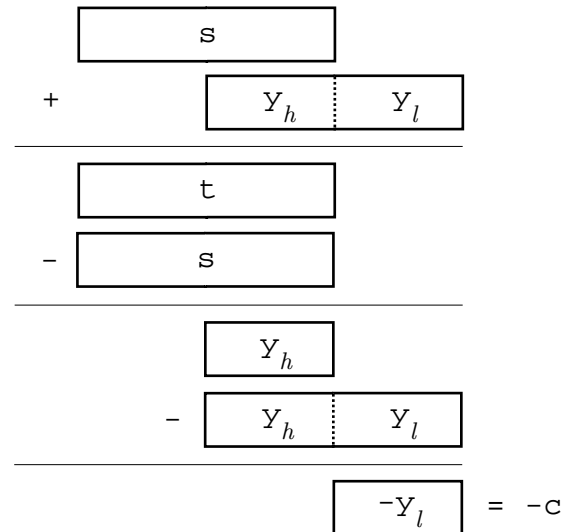 s
+ y_h y_l
t
- s
y_h
- y_h y_l
-y_l = -c